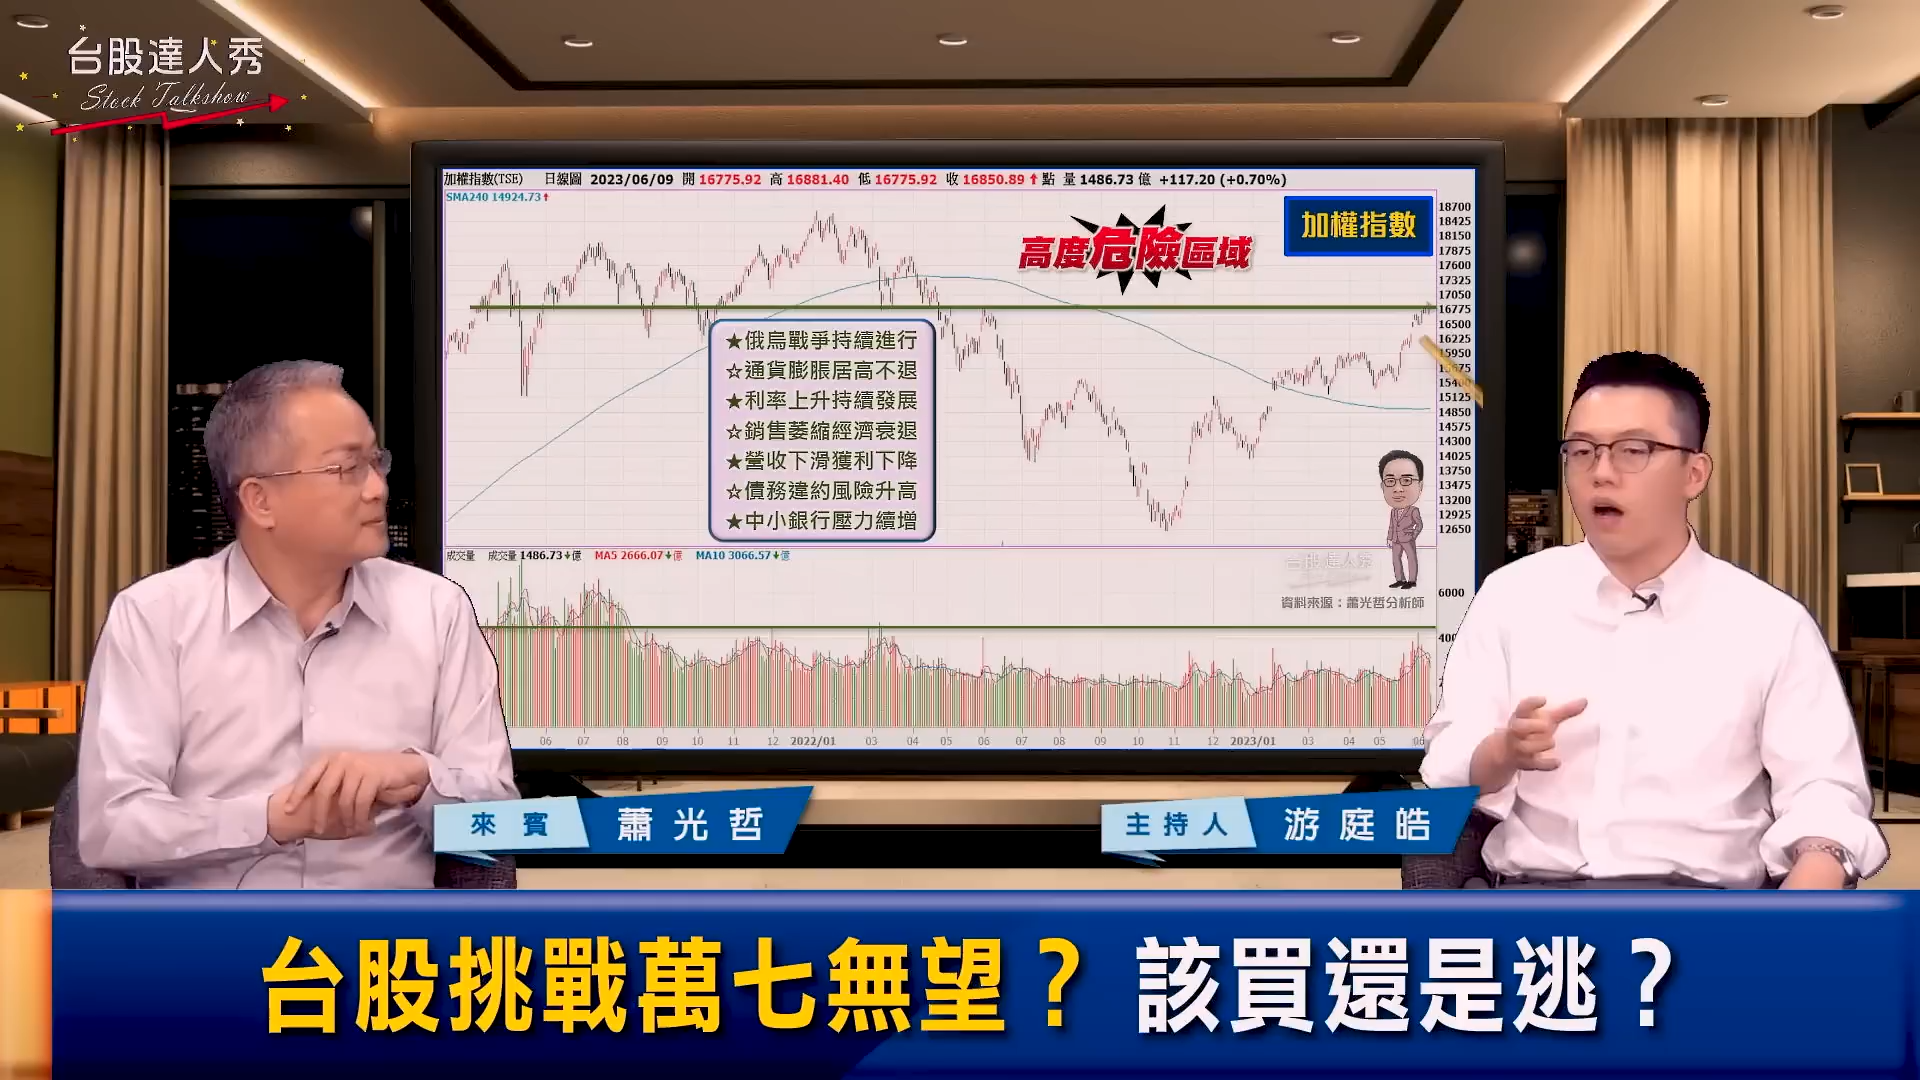 台股達人秀
Stock Talkshow
加權指數(TSE) 日線圖 2023/06/09 開 16775.92 高 16881.40 低 16775.92 收 16850.89↑ 點 量 1486.73 億 +117.20 (+0.70%)
SMA240 14924.73↑
高度危險區域
加權指數
18700
18425
18150
17875
17600
17325
17050
16775
16500
16225
15950
15675
15400
15125
14850
14575
14300
14025
13750
13475
13200
12925
12650
★俄烏戰爭持續進行
☆通貨膨脹居高不退
★利率上升持續發展
☆銷售萎縮經濟衰退
★營收下滑獲利下降
☆債務違約風險升高
★中小銀行壓力續增
台股達人秀
資料來源：蕭光哲分析師
成交量 成交量 1486.73↓億 MA5 2666.07↓億 MA10 3066.57↓億
6000
06 07 08 09 10 11 12 2022/01 03 04 05 06 07 08 09 10 11 12 2023/01 03 04 05 06
來賓 蕭光哲
主持人 游庭皓
台股挑戰萬七無望？ 該買還是逃？